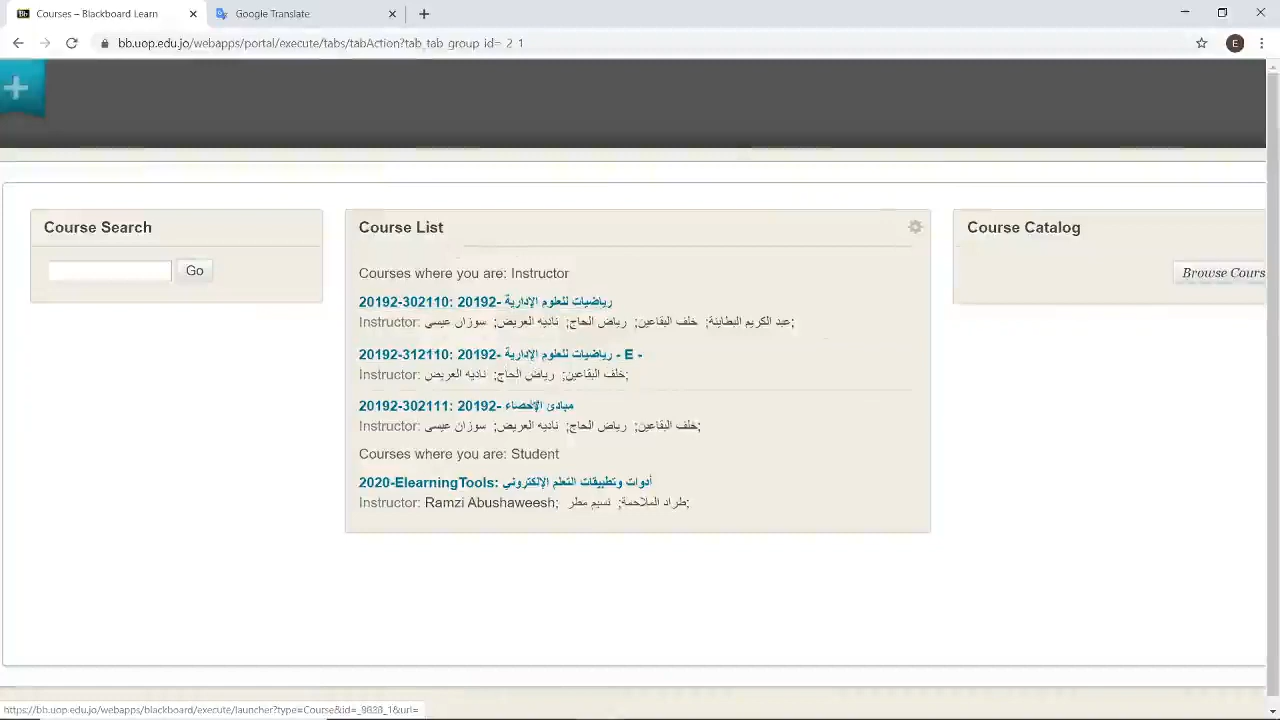 Courses – Blackboard Learn
Google Translate
bb.uop.edu.jo/webapps/portal/execute/tabs/tabAction?tab_tab_group_id=_2_1
E
Course Search
Go
Course List
Courses where you are: Instructor
20192-302110: 20192- رياضيات للعلوم الإدارية
Instructor: عبد الكريم البطاينة; خلف البقاعين; رياض الحاج; ناديه العريض; سوزان عيسى;
20192-312110: 20192- رياضيات للعلوم الإدارية - E -
Instructor: خلف البقاعين; رياض الحاج; ناديه العريض;
20192-302111: 20192- مبادئ الإحصاء
Instructor: خلف البقاعين; رياض الحاج; ناديه العريض; سوزان عيسى;
Courses where you are: Student
2020-ElearningTools: أدوات وتطبيقات التعلم الإلكتروني
Instructor: Ramzi Abushaweesh; طراد الملاحمة; نسيم مطر;
Course Catalog
Browse Cours
https://bb.uop.edu.jo/webapps/blackboard/execute/launcher?type=Course&id=_8828_1&url=